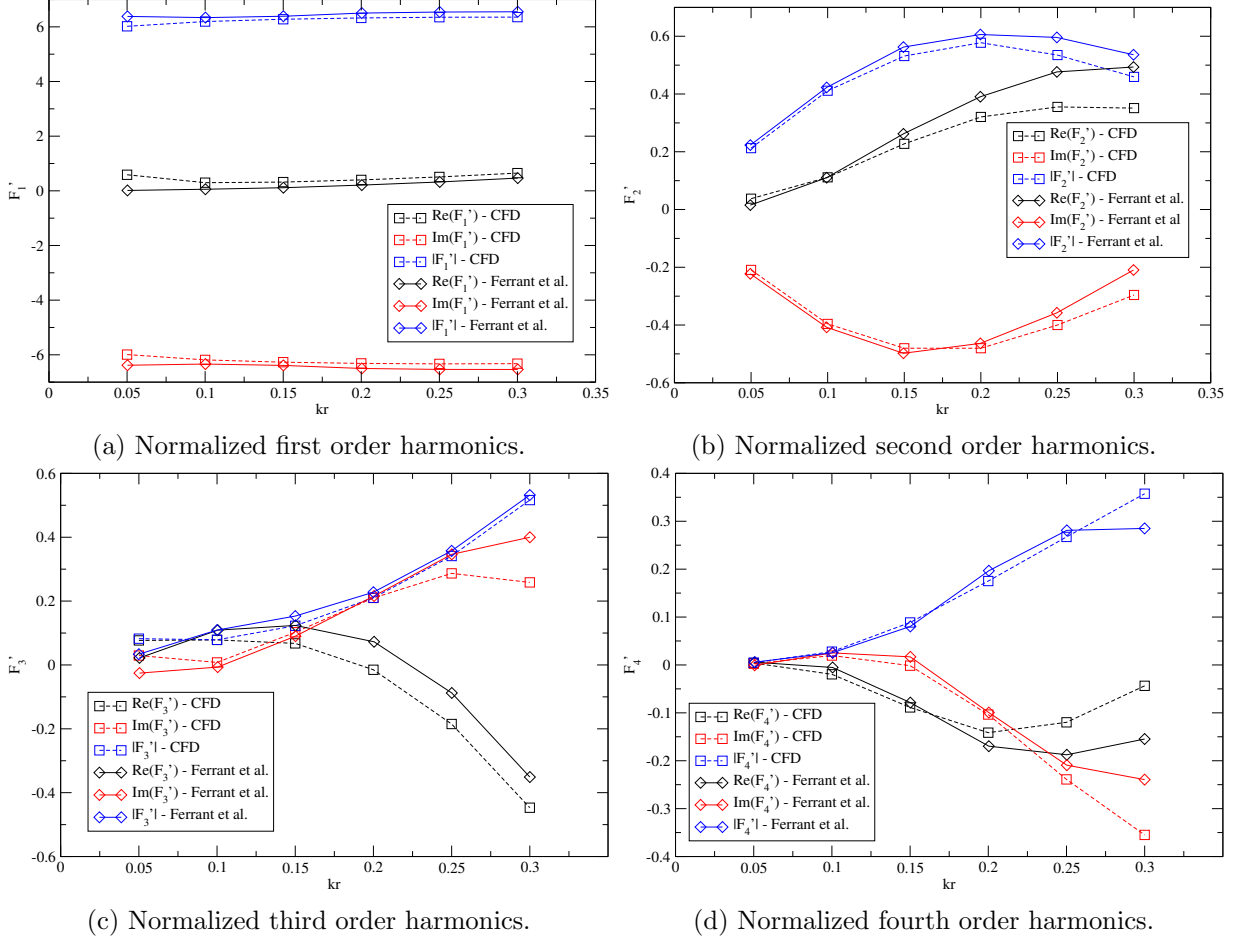 6
4
2
0
-2
-4
-6
F1'
0 0.05 0.1 0.15 0.2 0.25 0.3 0.35
kr
Re(F1') - CFD
Im(F1') - CFD
|F1'| - CFD
Re(F1') - Ferrant et al.
Im(F1') - Ferrant et al.
|F1'| - Ferrant et al.
(a) Normalized first order harmonics.
0.6
0.4
0.2
0
-0.2
-0.4
-0.6
F2'
0 0.05 0.1 0.15 0.2 0.25 0.3 0.35
kr
Re(F2') - CFD
Im(F2') - CFD
|F2'| - CFD
Re(F2') - Ferrant et al.
Im(F2') - Ferrant et al
|F2'| - Ferrant et al.
(b) Normalized second order harmonics.
0.6
0.4
0.2
0
-0.2
-0.4
-0.6
F3'
0 0.05 0.1 0.15 0.2 0.25 0.3 0.35
kr
Re(F3') - CFD
Im(F3') - CFD
|F3'| - CFD
Re(F3') - Ferrant et al.
Im(F3') - Ferrant et al.
|F3'| - Ferrant et al.
(c) Normalized third order harmonics.
0.4
0.3
0.2
0.1
0
-0.1
-0.2
-0.3
-0.4
F4'
0 0.05 0.1 0.15 0.2 0.25 0.3 0.35
kr
Re(F4') - CFD
Im(F4') - CFD
|F4'| - CFD
Re(F4') - Ferrant et al.
Im(F4') - Ferrant et al.
|F4'| - Ferrant et al.
(d) Normalized fourth order harmonics.